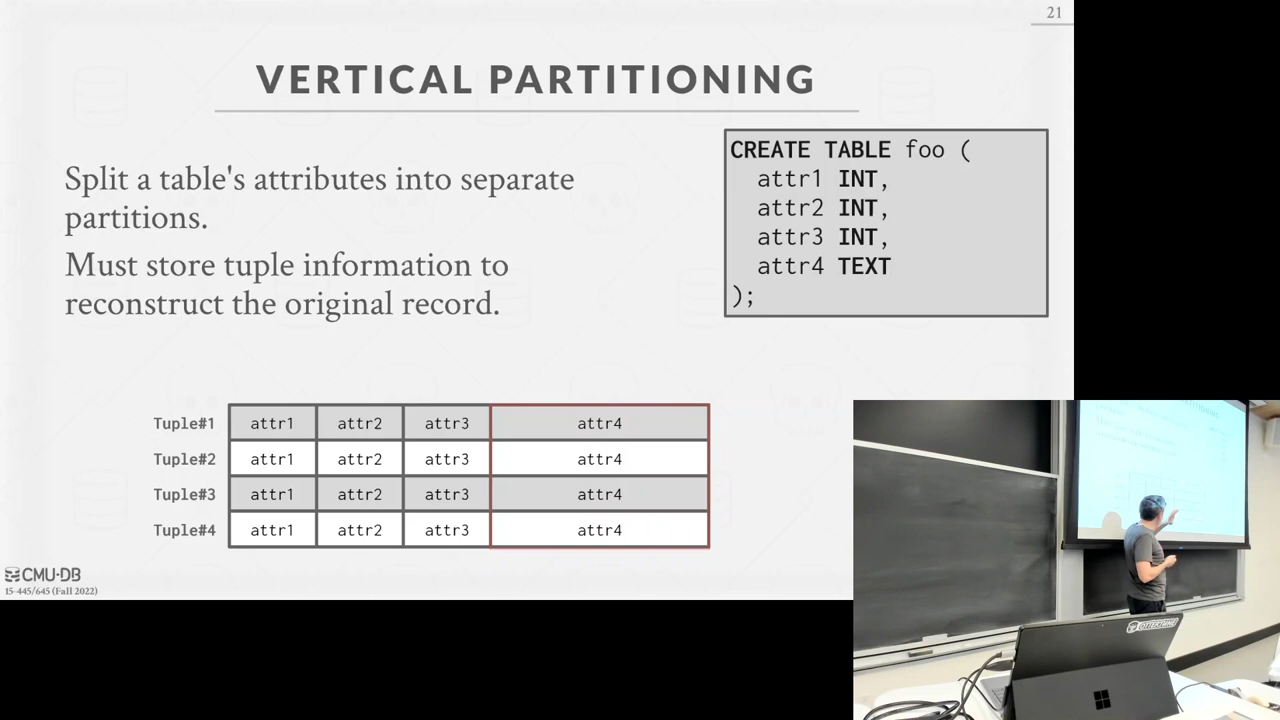 21
VERTICAL PARTITIONING
Split a table's attributes into separate
partitions.
Must store tuple information to
reconstruct the original record.
CREATE TABLE foo (
attr1 INT,
attr2 INT,
attr3 INT,
attr4 TEXT
);
Tuple#1 attr1 attr2 attr3 attr4
Tuple#2 attr1 attr2 attr3 attr4
Tuple#3 attr1 attr2 attr3 attr4
Tuple#4 attr1 attr2 attr3 attr4
CMU·DB
15-445/645 (Fall 2022)